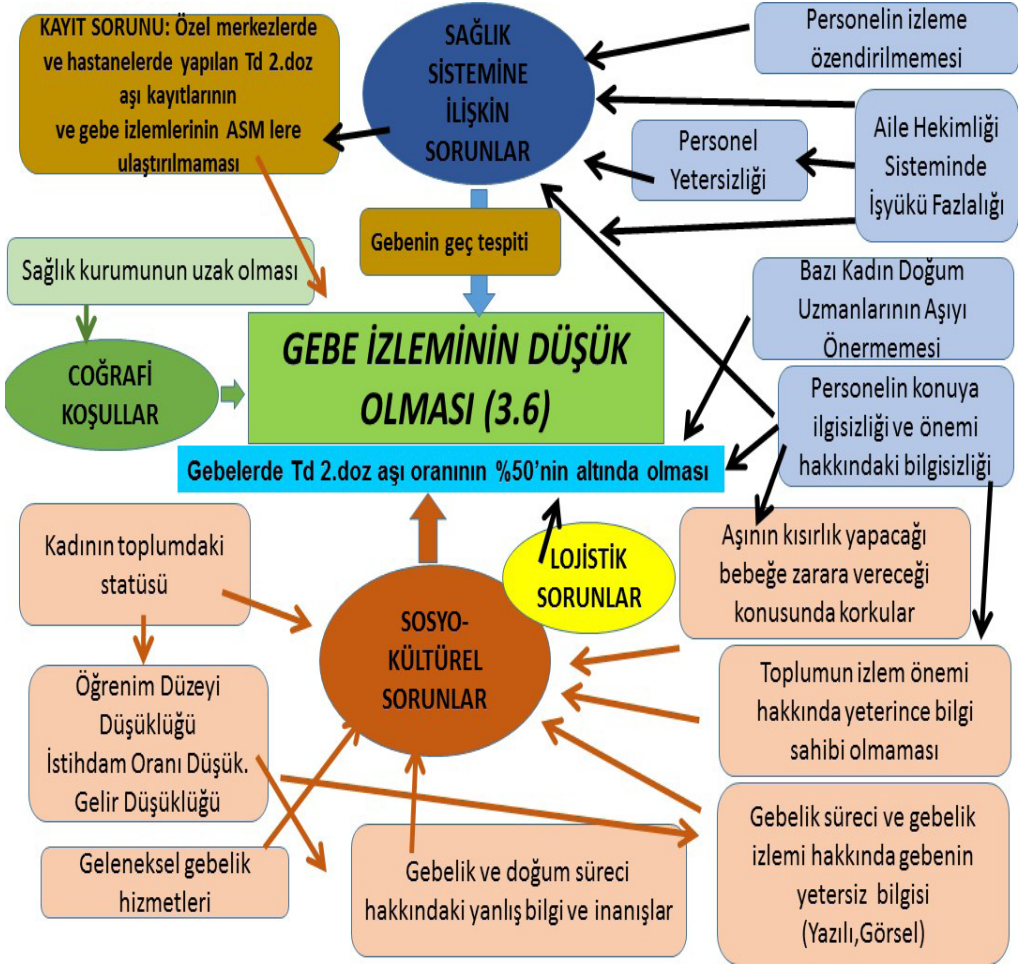 KAYIT SORUNU: Özel merkezlerde
ve hastanelerde yapılan Td 2.doz
aşı kayıtlarının
ve gebe izlemlerinin ASM lere
ulaştırılmaması
SAĞLIK
SİSTEMİNE
İLİŞKİN
SORUNLAR
Personelin izleme
özendirilmemesi
Aile Hekimliği
Sisteminde
İşyükü Fazlalığı
Personel
Yetersizliği
Gebenin geç tespiti
Sağlık kurumunun uzak olması
COĞRAFİ
KOŞULLAR
GEBE İZLEMİNİN DÜŞÜK
OLMASI (3.6)
Gebelerde Td 2.doz aşı oranının %50’nin altında olması
Bazı Kadın Doğum
Uzmanlarının Aşıyı
Önermemesi
Personelin konuya
ilgisizliği ve önemi
hakkındaki bilgisizliği
Kadının toplumdaki
statüsü
LOJİSTİK
SORUNLAR
Aşının kısırlık yapacağı
bebeğe zarara vereceği
konusunda korkular
SOSYO-
KÜLTÜREL
SORUNLAR
Öğrenim Düzeyi
Düşüklüğü
İstihdam Oranı Düşük.
Gelir Düşüklüğü
Toplumun izlem önemi
hakkında yeterince bilgi
sahibi olmaması
Geleneksel gebelik
hizmetleri
Gebelik ve doğum süreci
hakkındaki yanlış bilgi ve inanışlar
Gebelik süreci ve gebelik
izlemi hakkında gebenin
yetersiz bilgisi
(Yazılı,Görsel)